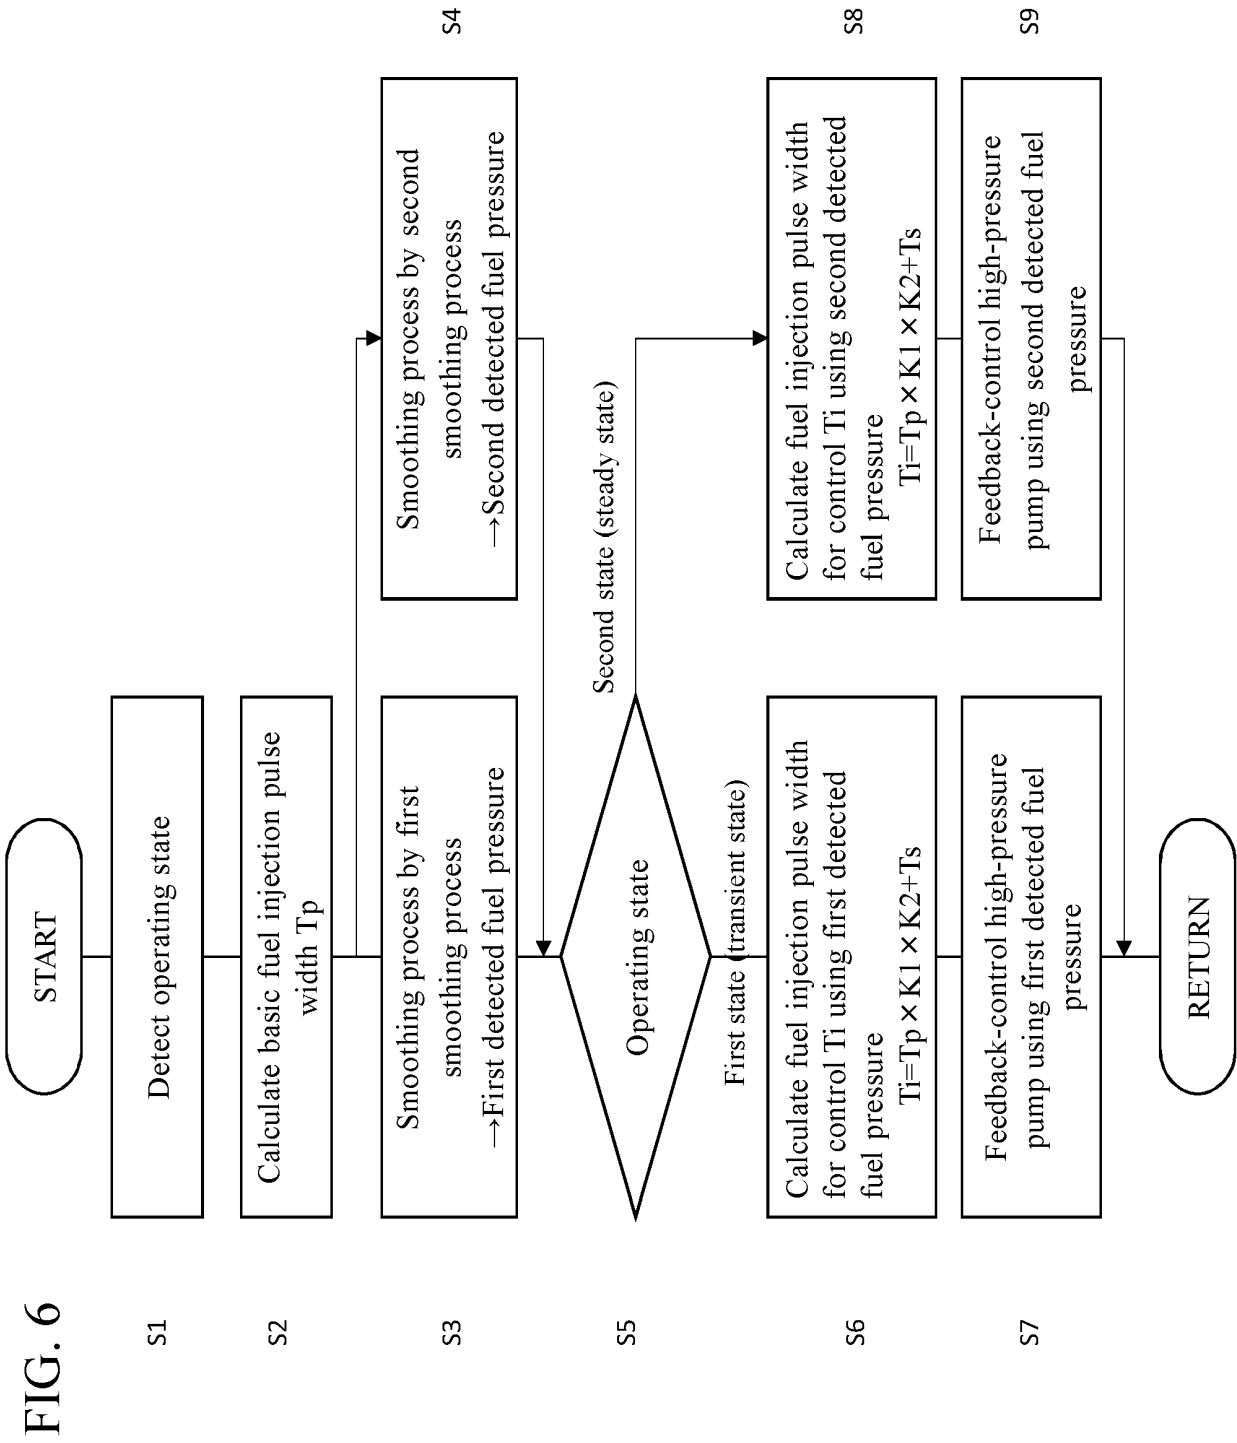 FIG. 6
START
S1
Detect operating state
S2
Calculate basic fuel injection pulse
width Tp
S3
Smoothing process by first
smoothing process
→First detected fuel pressure
S4
Smoothing process by second
smoothing process
→Second detected fuel pressure
S5
Operating state
First state (transient state)
Second state (steady state)
S6
Calculate fuel injection pulse width
for control Ti using first detected
fuel pressure
Ti=Tp×K1×K2+Ts
S8
Calculate fuel injection pulse width
for control Ti using second detected
fuel pressure
Ti=Tp×K1×K2+Ts
S7
Feedback-control high-pressure
pump using first detected fuel
pressure
S9
Feedback-control high-pressure
pump using second detected fuel
pressure
RETURN